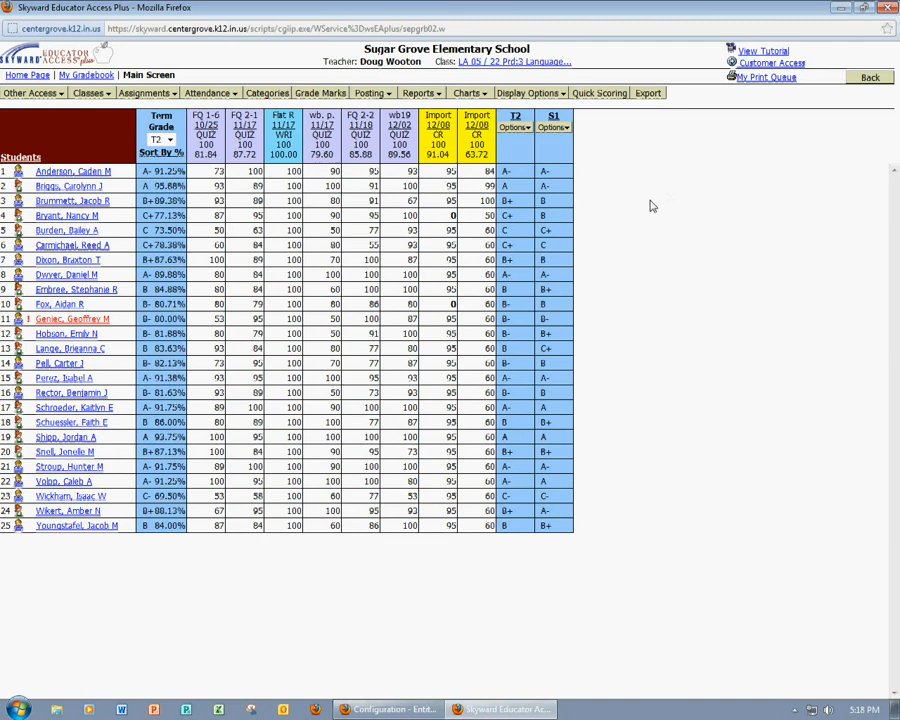 Skyward Educator Access Plus - Mozilla Firefox
centergrove.k12.in.us https://skyward.centergrove.k12.in.us/scripts/cgiip.exe/WService%3DwsEAplus/sepgrb02.w
SKYWARD EDUCATOR ACCESS plus
Sugar Grove Elementary School
Teacher: Doug Wooton Class: LA 05 / 22 Prd:3 Language...
View Tutorial
Customer Access
My Print Queue
Back
Home Page | My Gradebook | Main Screen
Other Access Classes Assignments Attendance Categories Grade Marks Posting Reports Charts Display Options Quick Scoring Export
Students
Term Grade T2 Sort By %
FQ 1-6 10/25 QUIZ 100 81.84
FQ 2-1 11/17 QUIZ 100 87.72
Flat R 11/17 WRI 100 100.00
wb. p. 11/17 QUIZ 100 79.60
FQ 2-2 11/18 QUIZ 100 85.88
wb19 12/02 QUIZ 100 89.56
Import 12/08 CR 100 91.04
Import 12/08 CR 100 63.72
T2 Options
S1 Options
1 Anderson, Caden M A- 91.25% 73 100 100 90 95 93 95 84 A- A-
2 Briggs, Carolynn J A 95.88% 93 89 100 100 91 100 95 99 A A-
3 Brummett, Jacob R B+ 89.38% 93 89 100 80 91 67 95 100 B+ B
4 Bryant, Nancy M C+ 77.13% 87 95 100 90 95 100 0 50 C+ B
5 Burden, Bailey A C 73.50% 50 63 100 50 77 93 95 60 C C+
6 Carmichael, Reed A C+ 78.38% 60 84 100 80 55 93 95 60 C+ B
7 Dixon, Braxton T B+ 87.63% 100 89 100 70 100 87 95 60 B+ B
8 Dwyer, Daniel M A- 89.88% 80 84 100 100 100 100 95 60 A- A-
9 Embree, Stephanie R B 84.88% 80 84 100 80 77 100 95 60 B B+
10 Fox, Aidan R B- 80.71% 80 79 100 80 86 80 0 60 B- B
11 ! Geniec, Geoffrey M B- 80.00% 53 95 100 50 100 87 95 60 B- B-
12 Hobson, Emily N B- 81.88% 80 79 100 50 91 100 95 60 B- B+
13 Lange, Brieanna C B 83.63% 93 84 100 80 77 80 95 60 B C+
14 Pell, Carter J B- 82.13% 73 95 100 70 77 87 95 60 B- B
15 Perez, Isabel A A- 91.38% 93 95 100 100 95 93 95 60 A- A-
16 Rector, Benjamin J B- 81.63% 93 89 100 50 73 93 95 60 B- B
17 Schroeder, Kaitlyn E A- 91.75% 89 100 100 90 100 100 95 60 A- A
18 Schuessler, Faith E B 86.00% 80 89 100 100 77 87 95 60 B B+
19 Shipp, Jordan A A 93.75% 100 95 100 100 100 100 95 60 A A
20 Snell, Jenelle M B+ 87.13% 100 84 100 90 95 73 95 60 B+ B+
21 Stroup, Hunter M A- 91.75% 89 100 100 90 100 100 95 60 A- A-
22 Volpp, Caleb A A- 91.25% 100 95 100 100 100 80 95 60 A- A
23 Wickham, Isaac W C- 69.50% 53 58 100 60 77 53 95 60 C- C-
24 Wikert, Amber N B+ 88.13% 67 95 100 100 95 93 95 60 B+ A-
25 Youngstafel, Jacob M B 84.00% 84 84 100 60 86 100 95 60 B B+
Configuration - Entit... Skyward Educator Ac... 5:18 PM